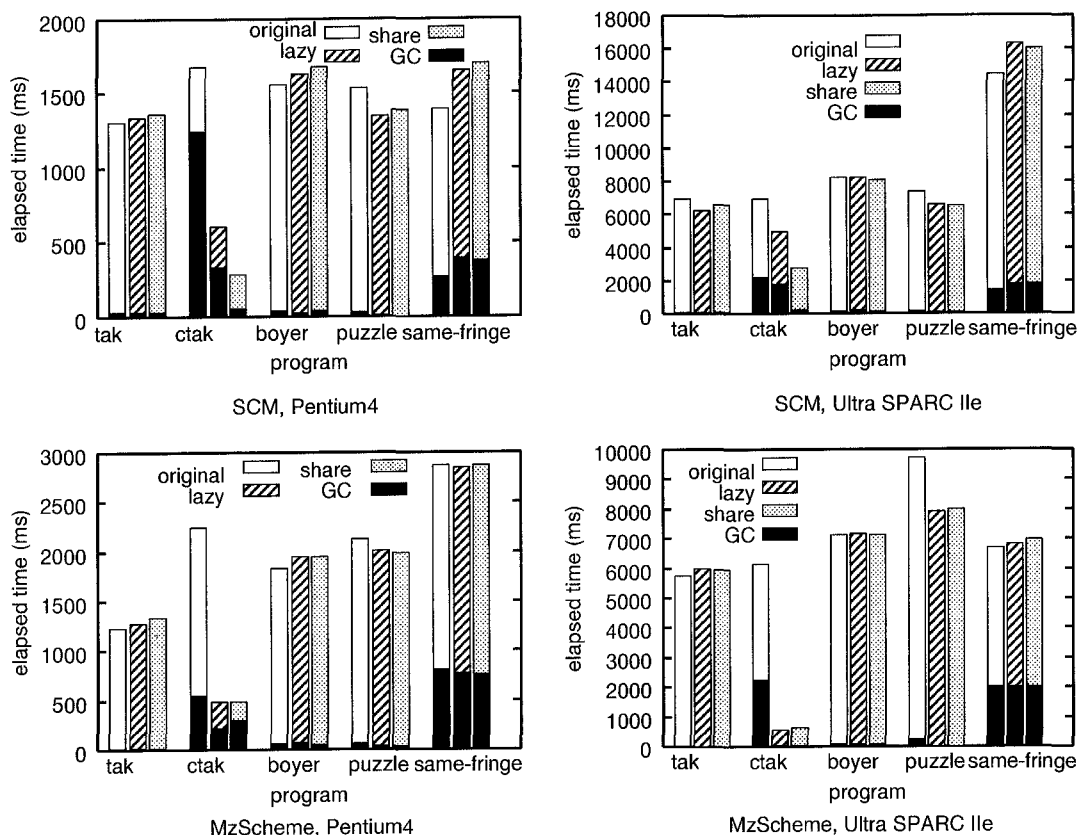 2000
1500
1000
500
0
elapsed time (ms)
original
lazy
share
GC
tak
ctak
boyer
puzzle
same-fringe
program
SCM, Pentium4
18000
16000
14000
12000
10000
8000
6000
4000
2000
0
elapsed time (ms)
original
lazy
share
GC
tak
ctak
boyer
puzzle
same-fringe
program
SCM, Ultra SPARC IIe
3000
2500
2000
1500
1000
500
0
elapsed time (ms)
original
lazy
share
GC
tak
ctak
boyer
puzzle
same-fringe
program
MzScheme, Pentium4
10000
9000
8000
7000
6000
5000
4000
3000
2000
1000
0
elapsed time (ms)
original
lazy
share
GC
tak
ctak
boyer
puzzle
same-fringe
program
MzScheme, Ultra SPARC IIe